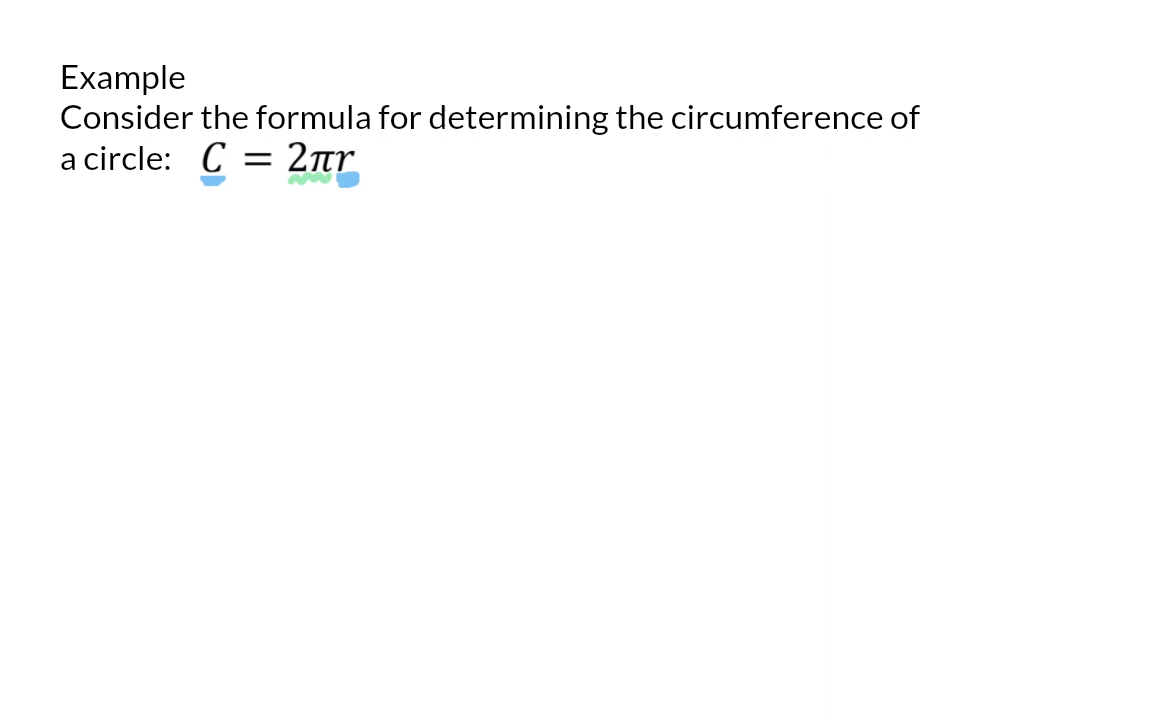 Example
Consider the formula for determining the circumference of
a circle: C = 2πr